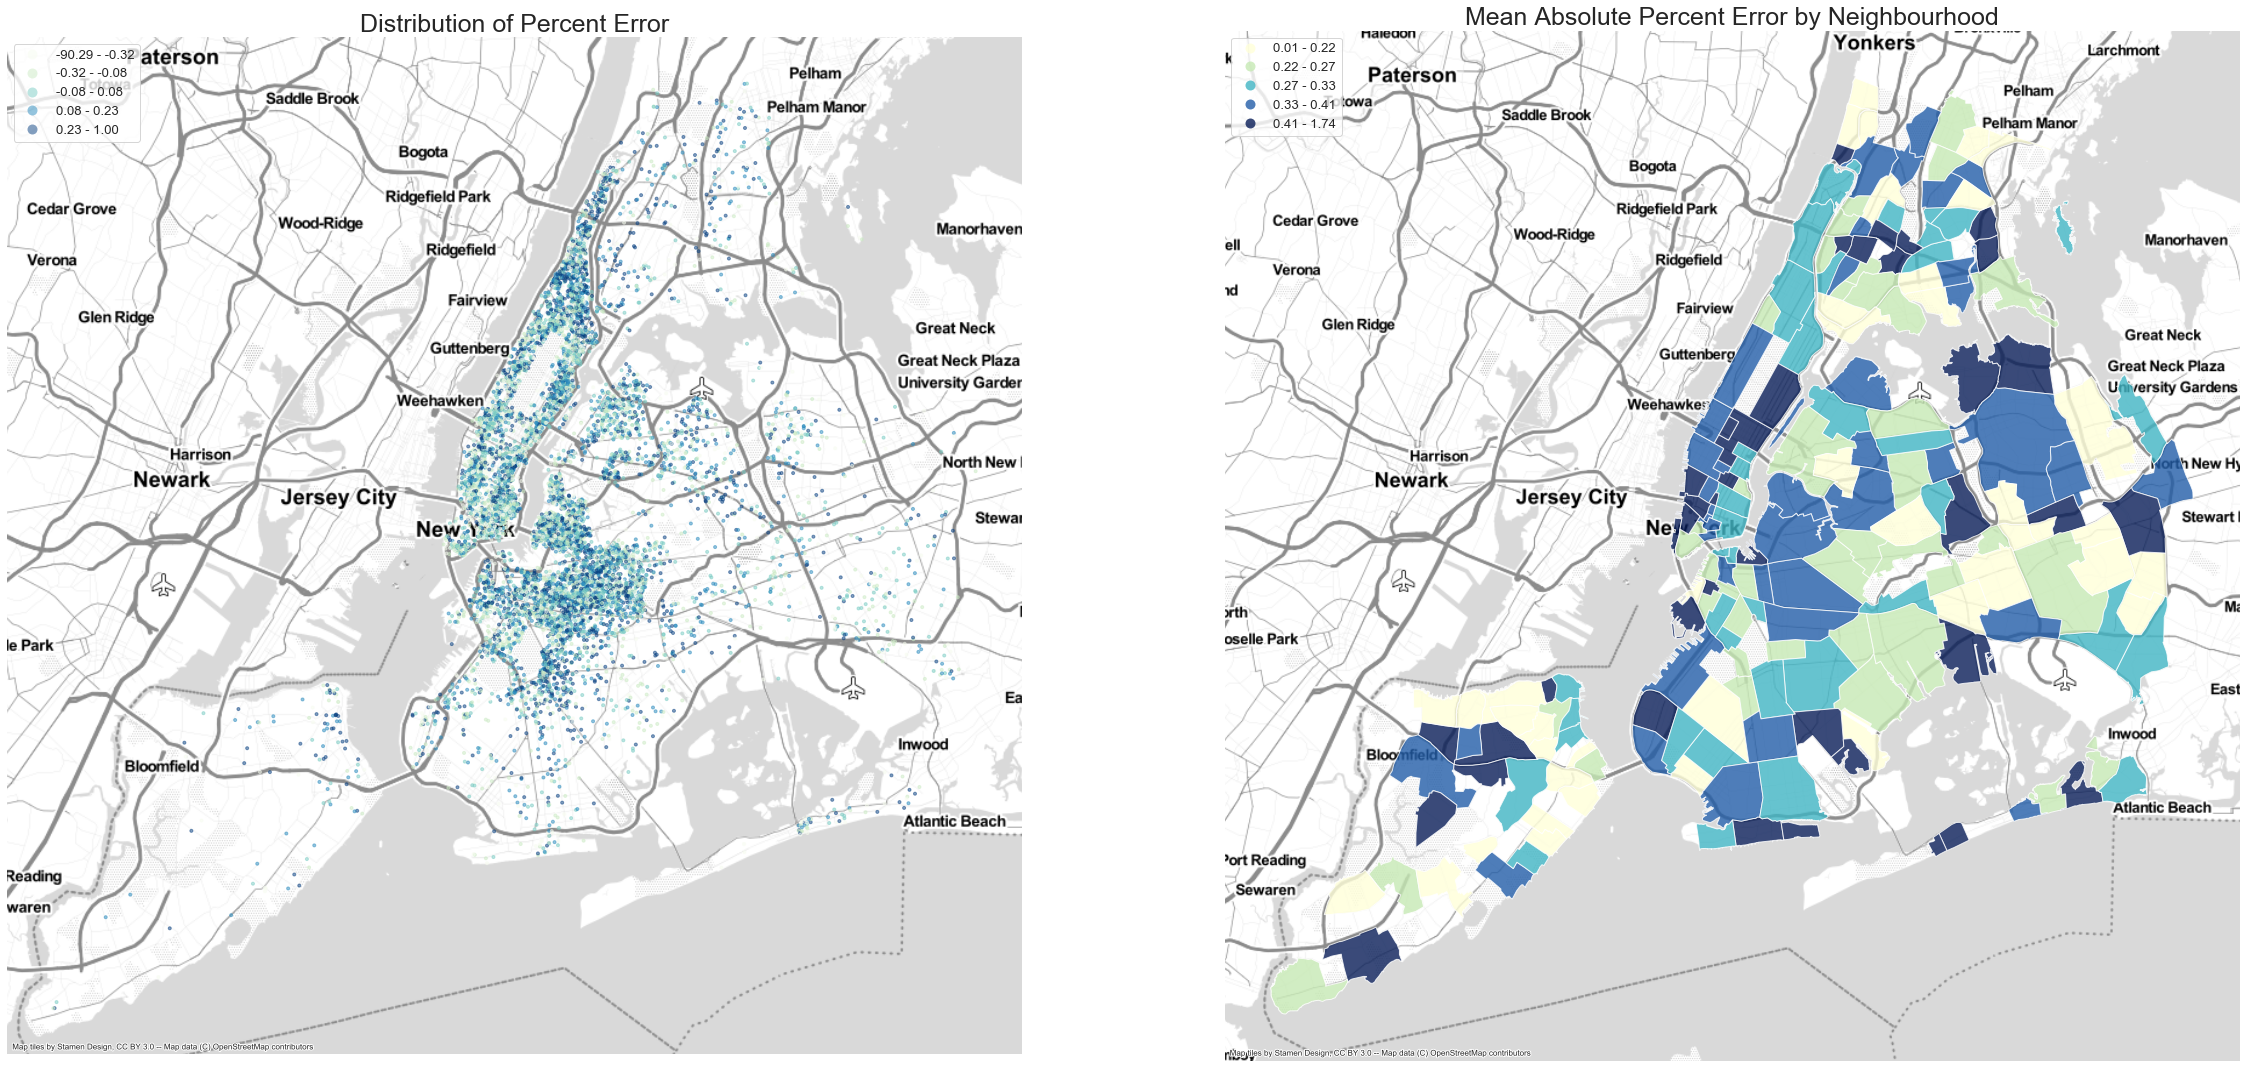 Distribution of Percent Error
-90.29 - -0.32
-0.32 - -0.08
-0.08 - 0.08
0.08 - 0.23
0.23 - 1.00
aterson
Totowa
Saddle Brook
Pelham
Pelham Manor
Bogota
Ridgefield Park
Cedar Grove
Wood-Ridge
Manorhaven
Ridgefield
Verona
Fairview
Glen Ridge
Great Neck
Guttenberg
Great Neck Plaza
University Garden
Weehawken
Harrison
North New
Newark
Jersey City
Stewar
New York
le Park
Ea
Inwood
Bloomfield
Atlantic Beach
Reading
waren
Map tiles by Stamen Design. CC BY 3.0 -- Map data (C) OpenStreetMap contributors
Mean Absolute Percent Error by Neighbourhood
0.01 - 0.22
0.22 - 0.27
0.27 - 0.33
0.33 - 0.41
0.41 - 1.74
Haledon
Yonkers
Larchmont
Paterson
Totowa
Pelham
Saddle Brook
Pelham Manor
Bogota
Ridgefield Park
Cedar Grove
Wood-Ridge
Manorhaven
ell
Ridgefield
Verona
nd
Fairview
Glen Ridge
Great Neck
Guttenberg
Great Neck Plaza
University Gardens
Weehawke
Harrison
North New Hy
Newark
Jersey City
Stewart
New York
orth
Ma
oselle Park
East
Inwood
Bloomfield
Atlantic Beach
Port Reading
Sewaren
Map tiles by Stamen Design. CC BY 3.0 -- Map data (C) OpenStreetMap contributors